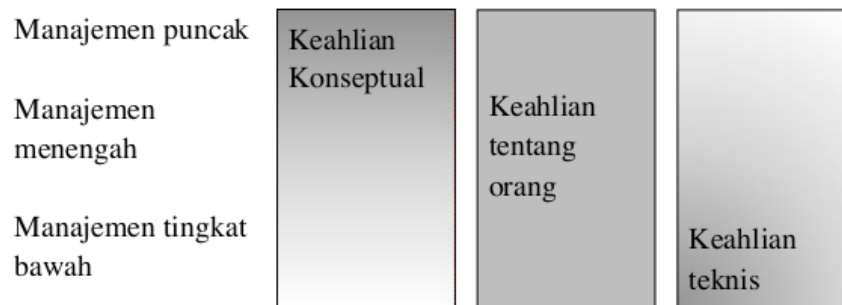 Manajemen puncak
Manajemen
menengah
Manajemen tingkat
bawah
Keahlian
Konseptual
Keahlian
tentang
orang
Keahlian
teknis